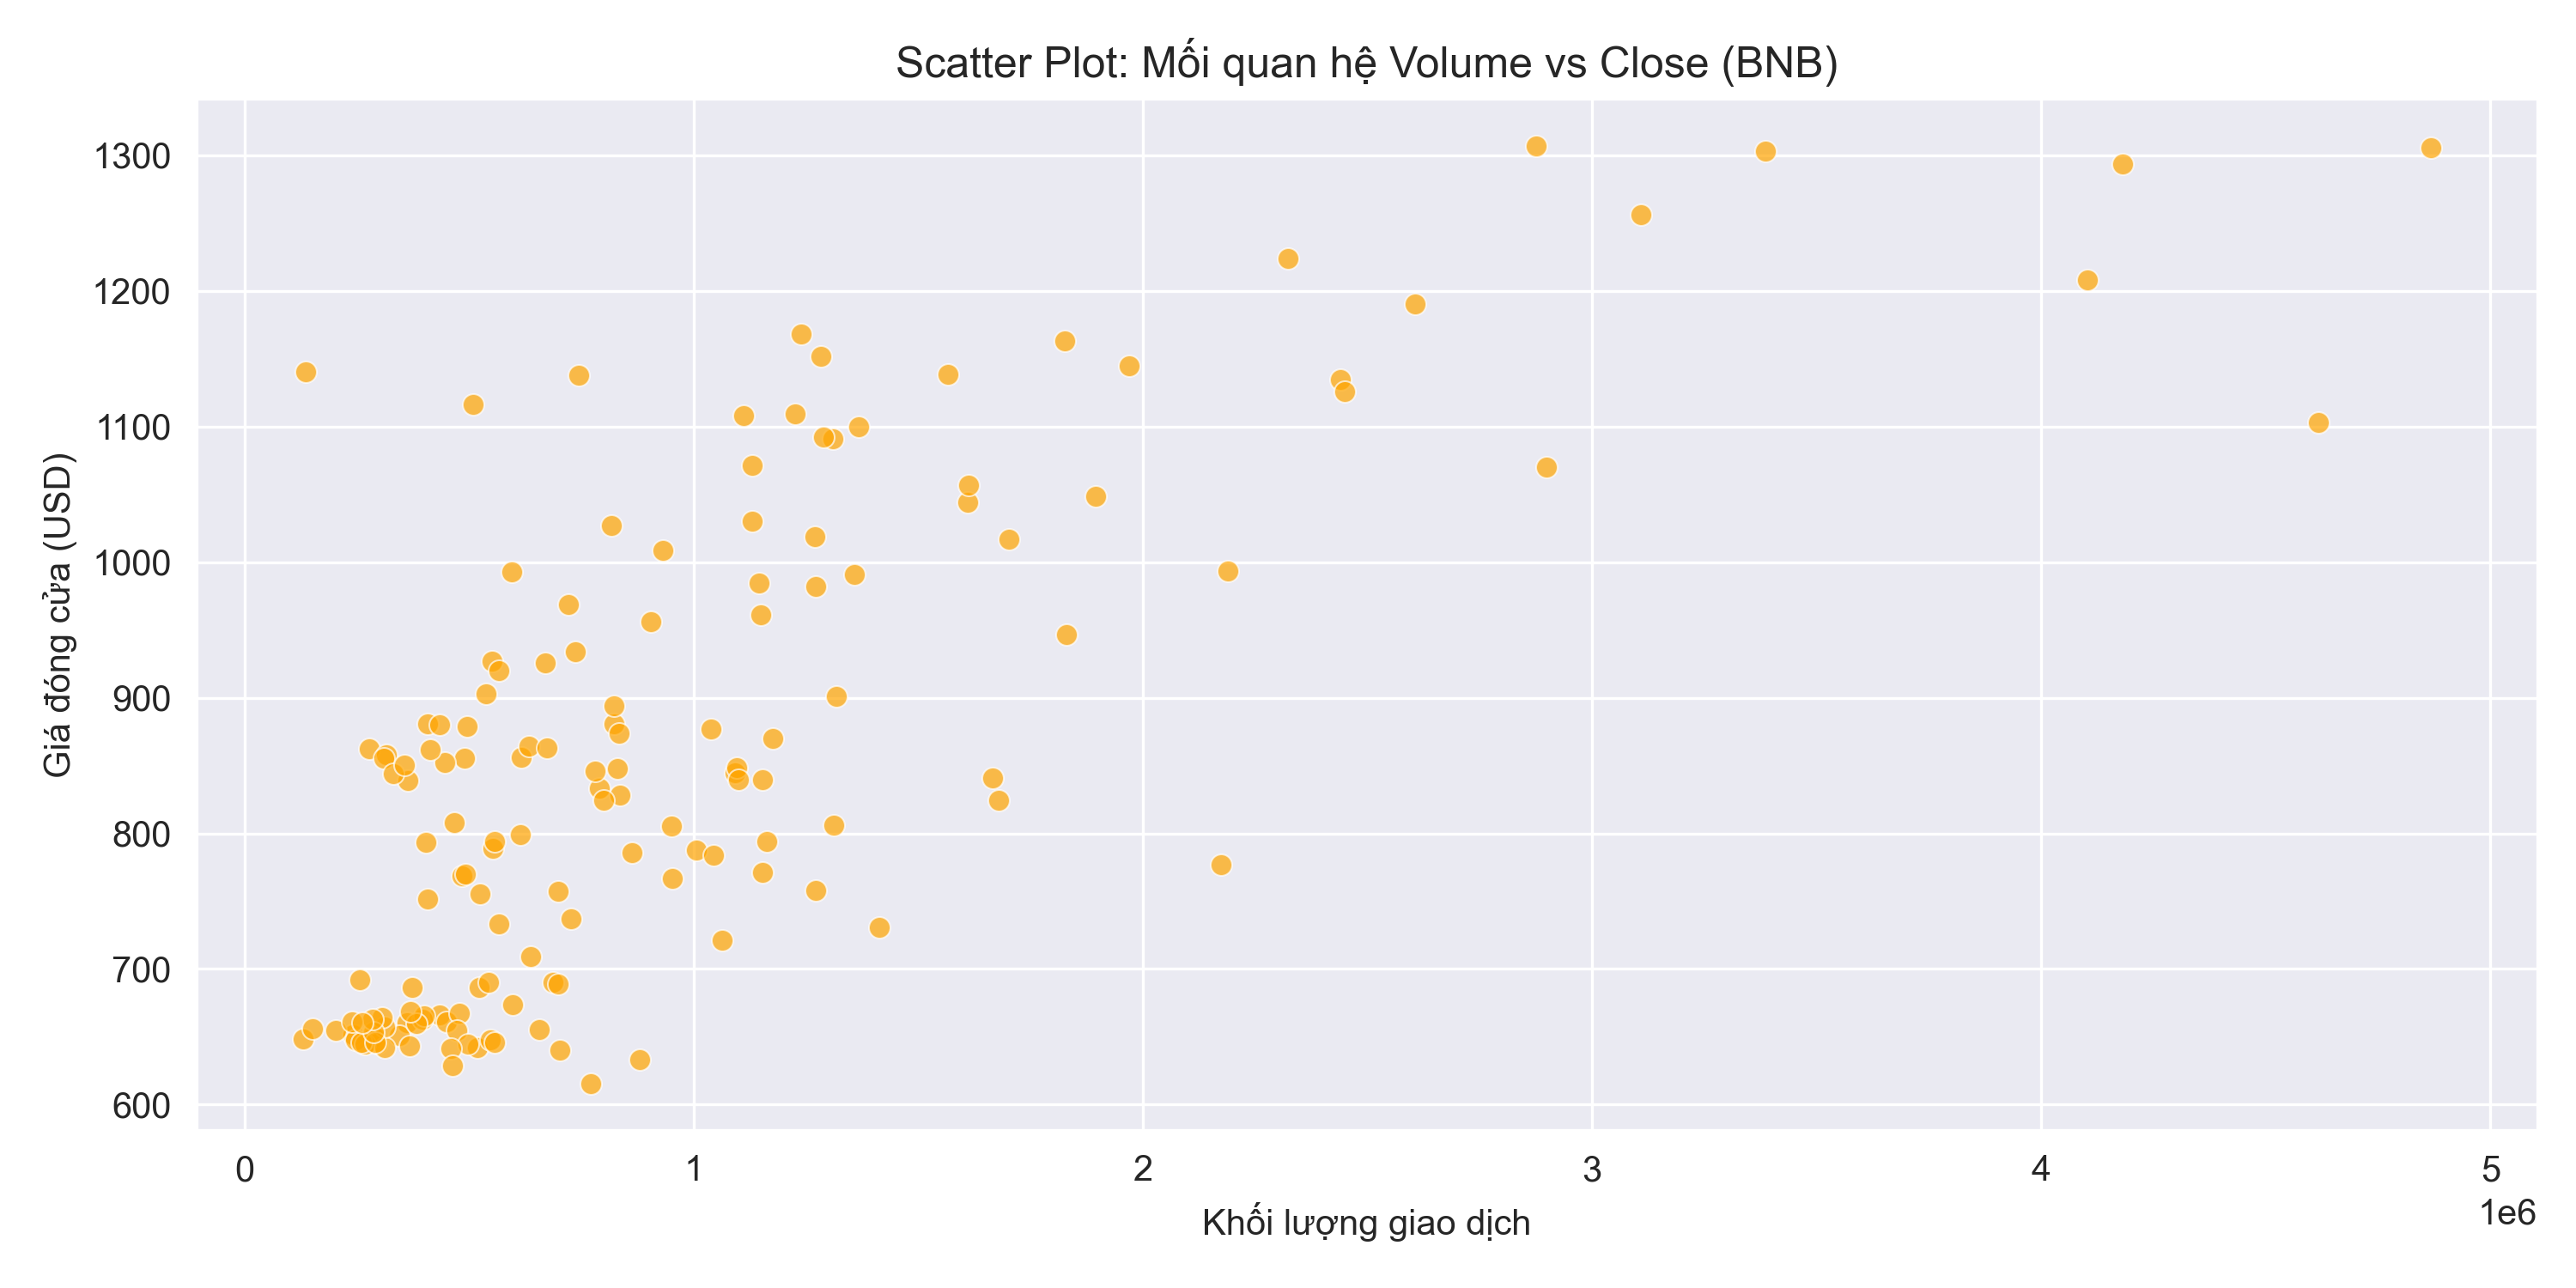 Scatter Plot: Mối quan hệ Volume vs Close (BNB)
Giá đóng cửa (USD)
1300
1200
1100
1000
900
800
700
600
0 1 2 3 4 5
1e6
Khối lượng giao dịch